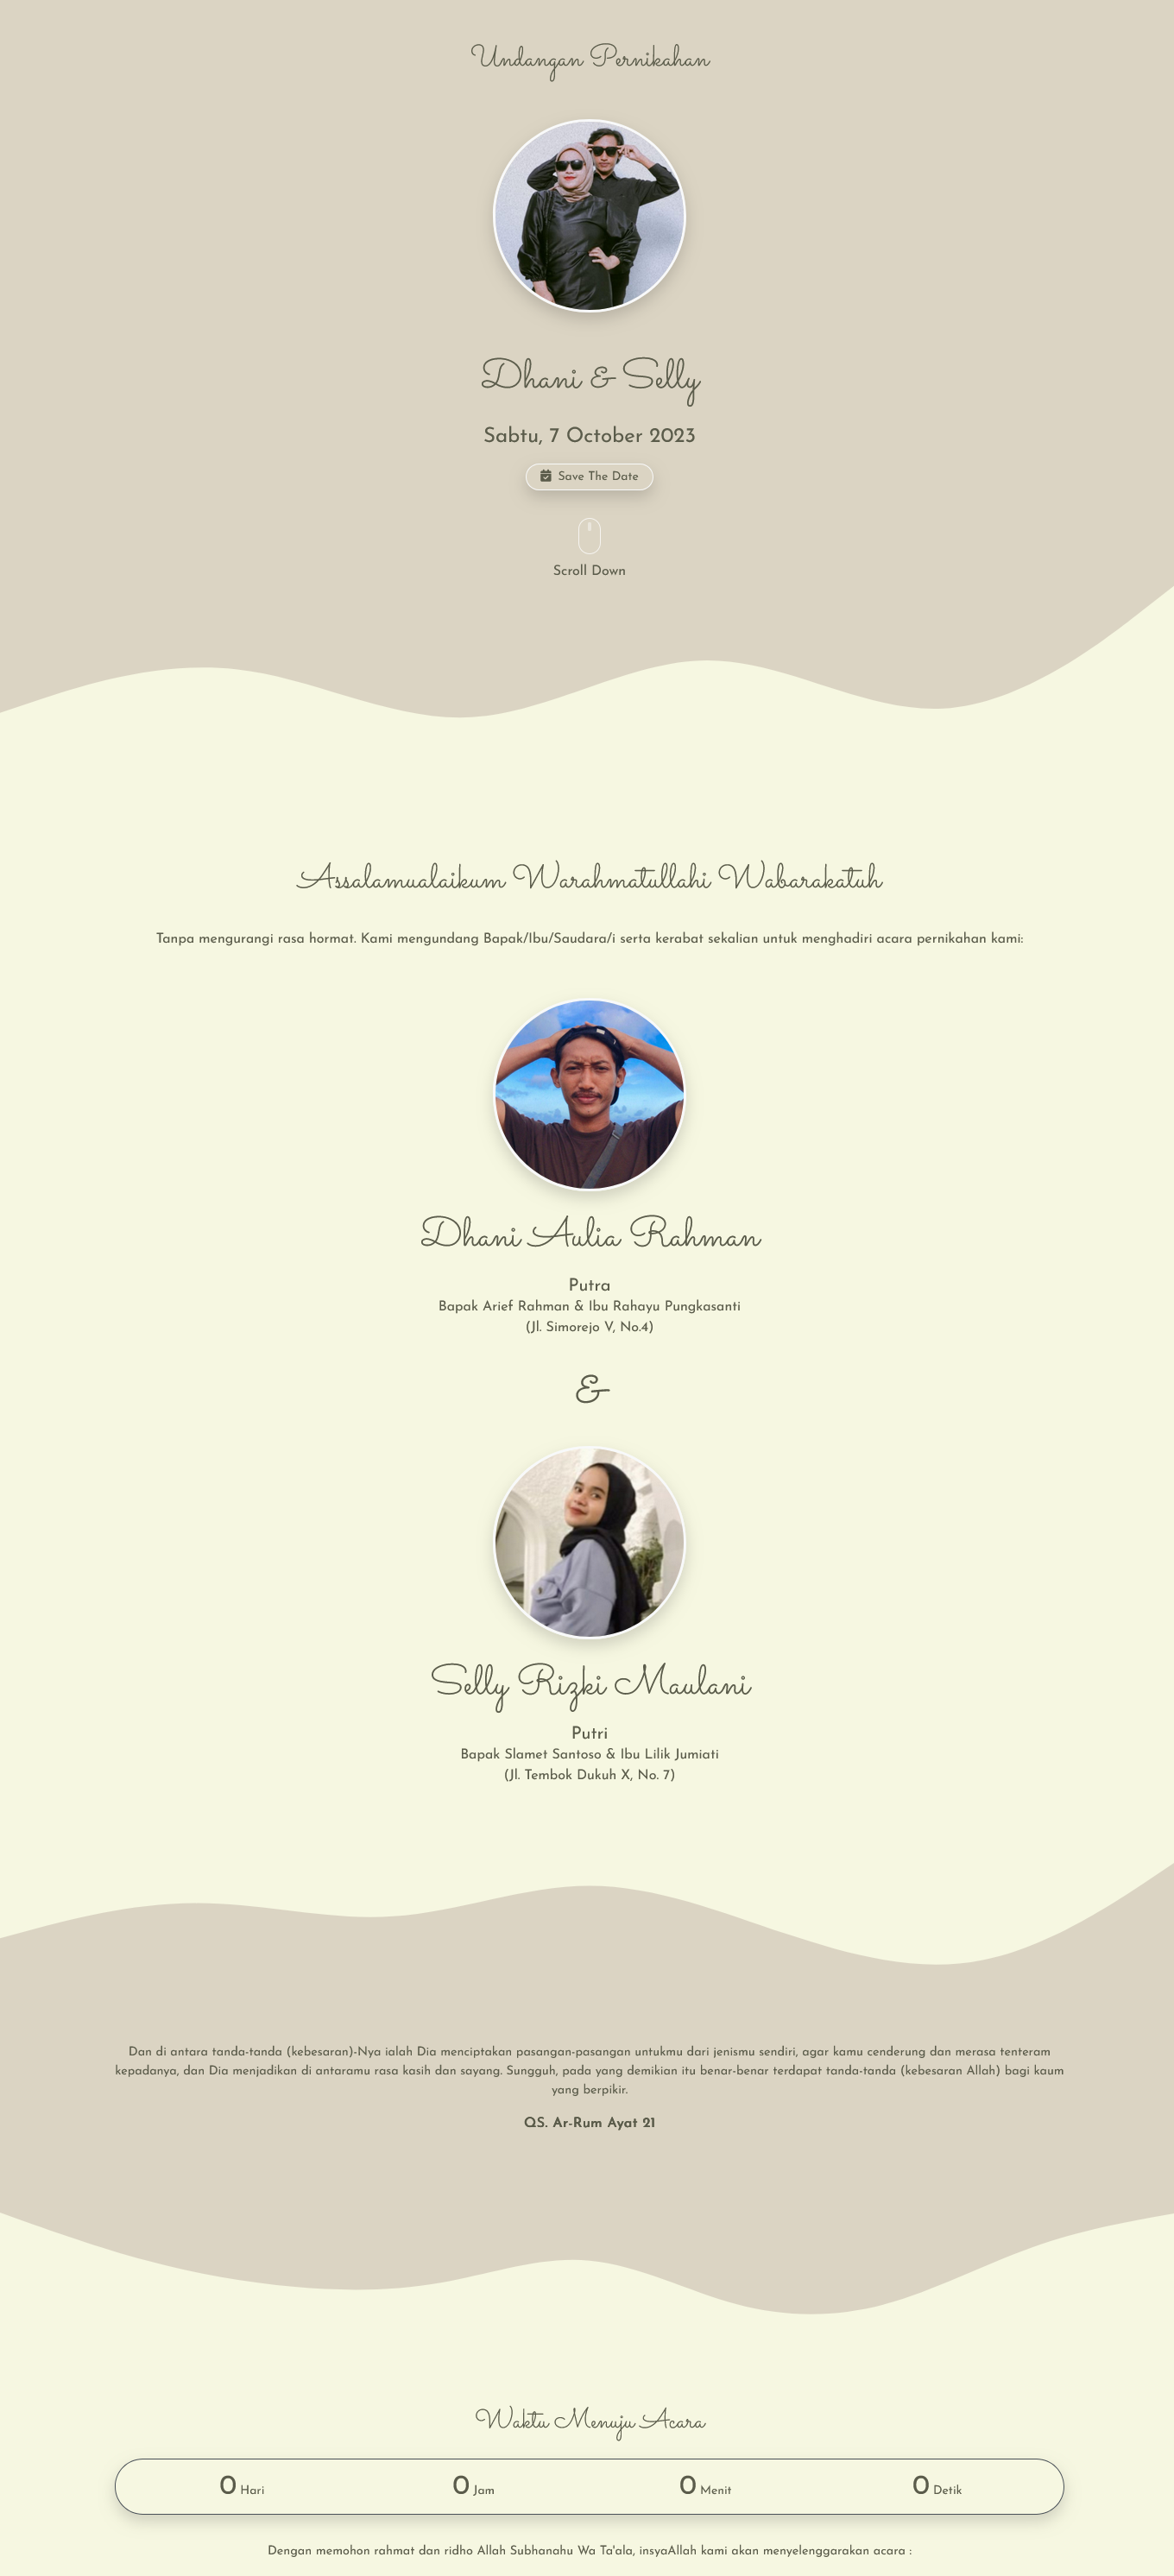 Undangan Pernikahan
Dhani & Selly
Sabtu, 7 October 2023
Save The Date
Scroll Down
Assalamualaikum Warahmatullahi Wabarakatuh
Tanpa mengurangi rasa hormat. Kami mengundang Bapak/Ibu/Saudara/i serta kerabat sekalian untuk menghadiri acara pernikahan kami:
Dhani Aulia Rahman
Putra
Bapak Arief Rahman & Ibu Rahayu Pungkasanti
(Jl. Simorejo V, No.4)
&
Selly Rizki Maulani
Putri
Bapak Slamet Santoso & Ibu Lilik Jumiati
(Jl. Tembok Dukuh X, No. 7)
Dan di antara tanda-tanda (kebesaran)-Nya ialah Dia menciptakan pasangan-pasangan untukmu dari jenismu sendiri, agar kamu cenderung dan merasa tenteram
kepadanya, dan Dia menjadikan di antaramu rasa kasih dan sayang. Sungguh, pada yang demikian itu benar-benar terdapat tanda-tanda (kebesaran Allah) bagi kaum
yang berpikir.
QS. Ar-Rum Ayat 21
Waktu Menuju Acara
0 Hari 0 Jam 0 Menit 0 Detik
Dengan memohon rahmat dan ridho Allah Subhanahu Wa Ta'ala, insyaAllah kami akan menyelenggarakan acara :